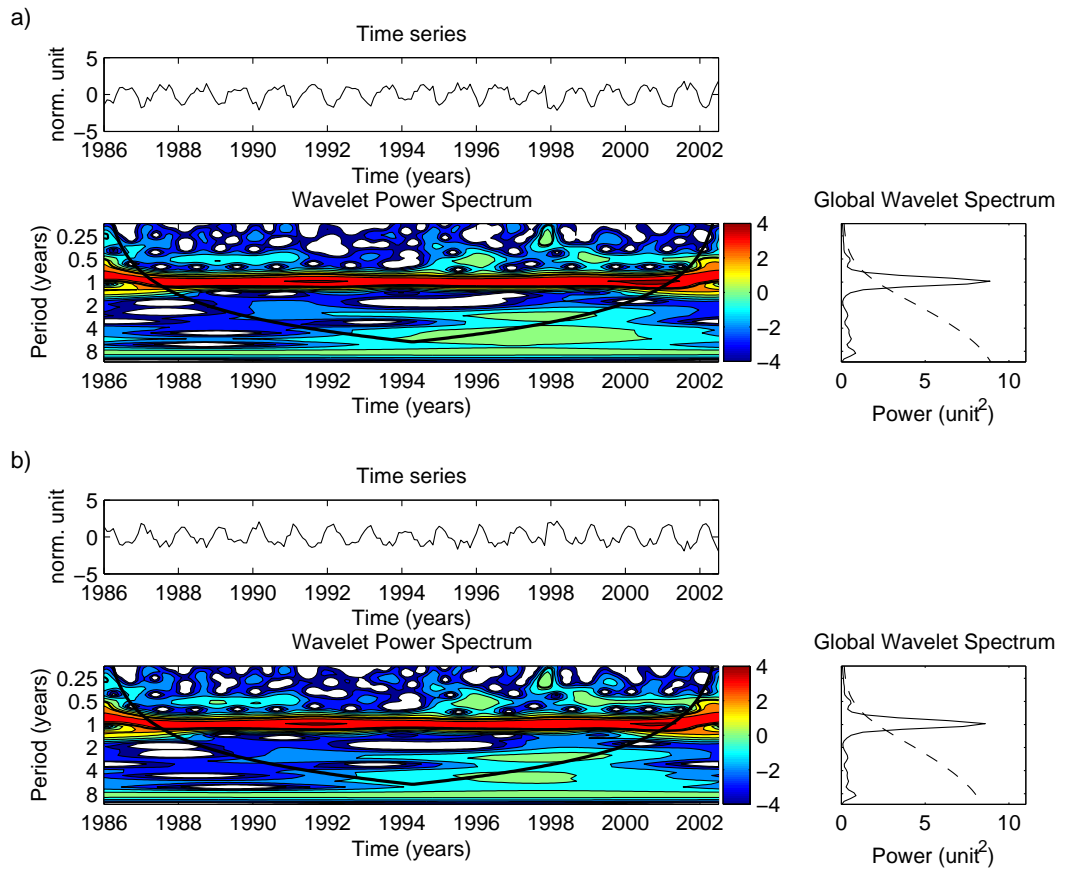 a)
Time series
norm. unit
5
0
−5
1986 1988 1990 1992 1994 1996 1998 2000 2002
Time (years)
Wavelet Power Spectrum
Period (years)
0.25
0.5
1
2
4
8
1986 1988 1990 1992 1994 1996 1998 2000 2002
Time (years)
4
2
0
−2
−4
Global Wavelet Spectrum
0 5 10
Power (unit2)
b)
Time series
norm. unit
5
0
−5
1986 1988 1990 1992 1994 1996 1998 2000 2002
Time (years)
Wavelet Power Spectrum
Period (years)
0.25
0.5
1
2
4
8
1986 1988 1990 1992 1994 1996 1998 2000 2002
Time (years)
4
2
0
−2
−4
Global Wavelet Spectrum
0 5 10
Power (unit2)